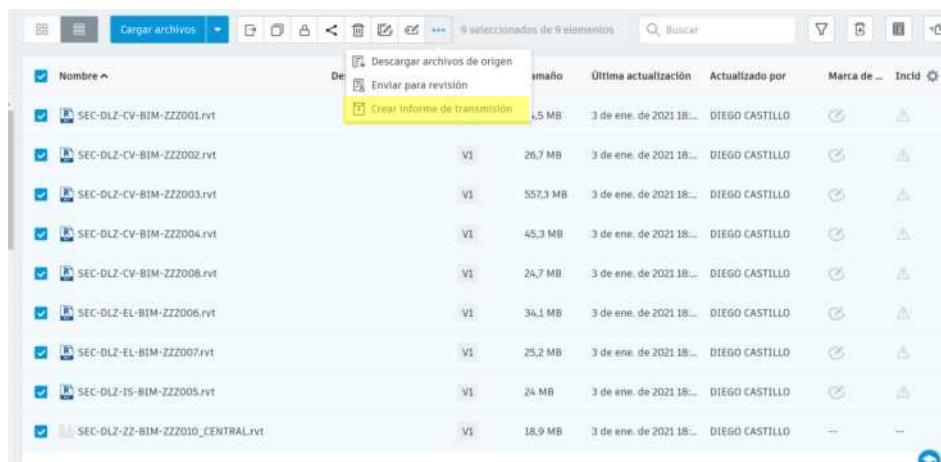 Cargar archivos 9 seleccionados de 9 elementos Buscar
Descargar archivos de origen
Enviar para revisión
Crear informe de transmisión
Nombre De amaño Última actualización Actualizado por Marca de ... Incid
SEC-DLZ-CV-BIM-ZZZ001.rvt ,5 MB 3 de ene. de 2021 18:... DIEGO CASTILLO
SEC-DLZ-CV-BIM-ZZZ002.rvt V1 26,7 MB 3 de ene. de 2021 18:... DIEGO CASTILLO
SEC-DLZ-CV-BIM-ZZZ003.rvt V1 557,3 MB 3 de ene. de 2021 18:... DIEGO CASTILLO
SEC-DLZ-CV-BIM-ZZZ004.rvt V1 45,3 MB 3 de ene. de 2021 18:... DIEGO CASTILLO
SEC-DLZ-CV-BIM-ZZZ008.rvt V1 24,7 MB 3 de ene. de 2021 18:... DIEGO CASTILLO
SEC-DLZ-EL-BIM-ZZZ006.rvt V1 34,1 MB 3 de ene. de 2021 18:... DIEGO CASTILLO
SEC-DLZ-EL-BIM-ZZZ007.rvt V1 25,2 MB 3 de ene. de 2021 18:... DIEGO CASTILLO
SEC-DLZ-IS-BIM-ZZZ005.rvt V1 24 MB 3 de ene. de 2021 18:... DIEGO CASTILLO
SEC-DLZ-ZZ-BIM-ZZZ010_CENTRAL.rvt V1 18,9 MB 3 de ene. de 2021 18:... DIEGO CASTILLO -- --